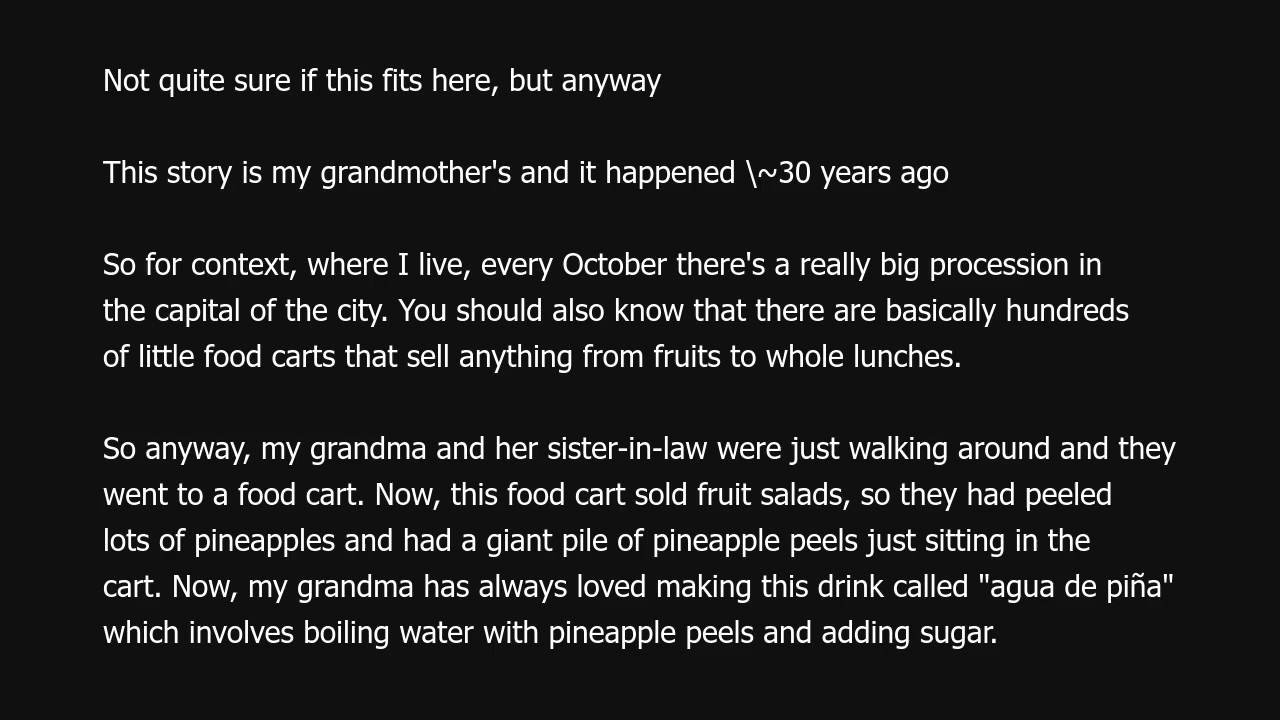 Not quite sure if this fits here, but anyway
This story is my grandmother's and it happened \~30 years ago
So for context, where I live, every October there's a really big procession in
the capital of the city. You should also know that there are basically hundreds
of little food carts that sell anything from fruits to whole lunches.
So anyway, my grandma and her sister-in-law were just walking around and they
went to a food cart. Now, this food cart sold fruit salads, so they had peeled
lots of pineapples and had a giant pile of pineapple peels just sitting in the
cart. Now, my grandma has always loved making this drink called "agua de piña"
which involves boiling water with pineapple peels and adding sugar.